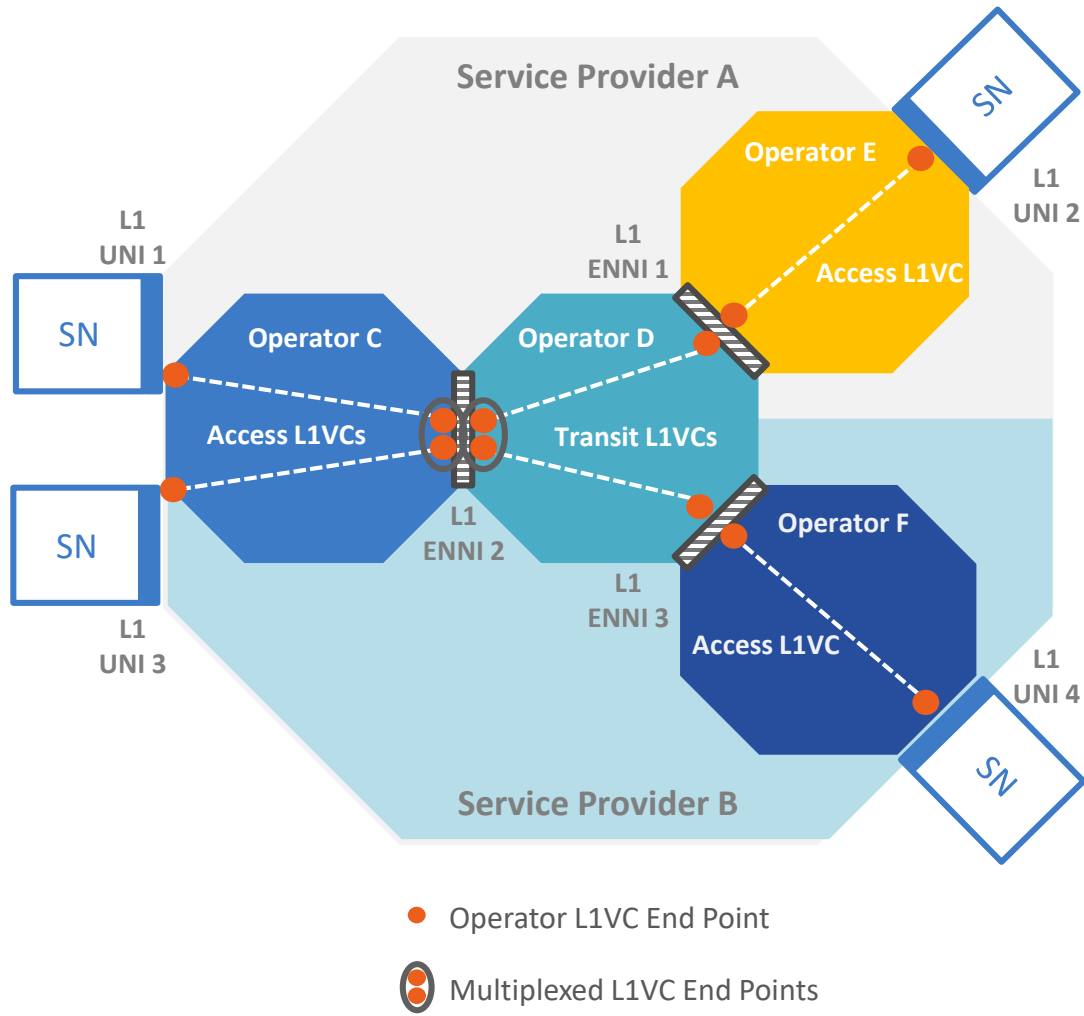 Service Provider A
SN
Operator E
L1
UNI 2
L1
UNI 1
L1
ENNI 1
Access L1VC
SN
Operator C
Operator D
Access L1VCs
Transit L1VCs
SN
L1
ENNI 2
Operator F
L1
ENNI 3
L1
UNI 3
Access L1VC
L1
UNI 4
SN
Service Provider B
Operator L1VC End Point
Multiplexed L1VC End Points